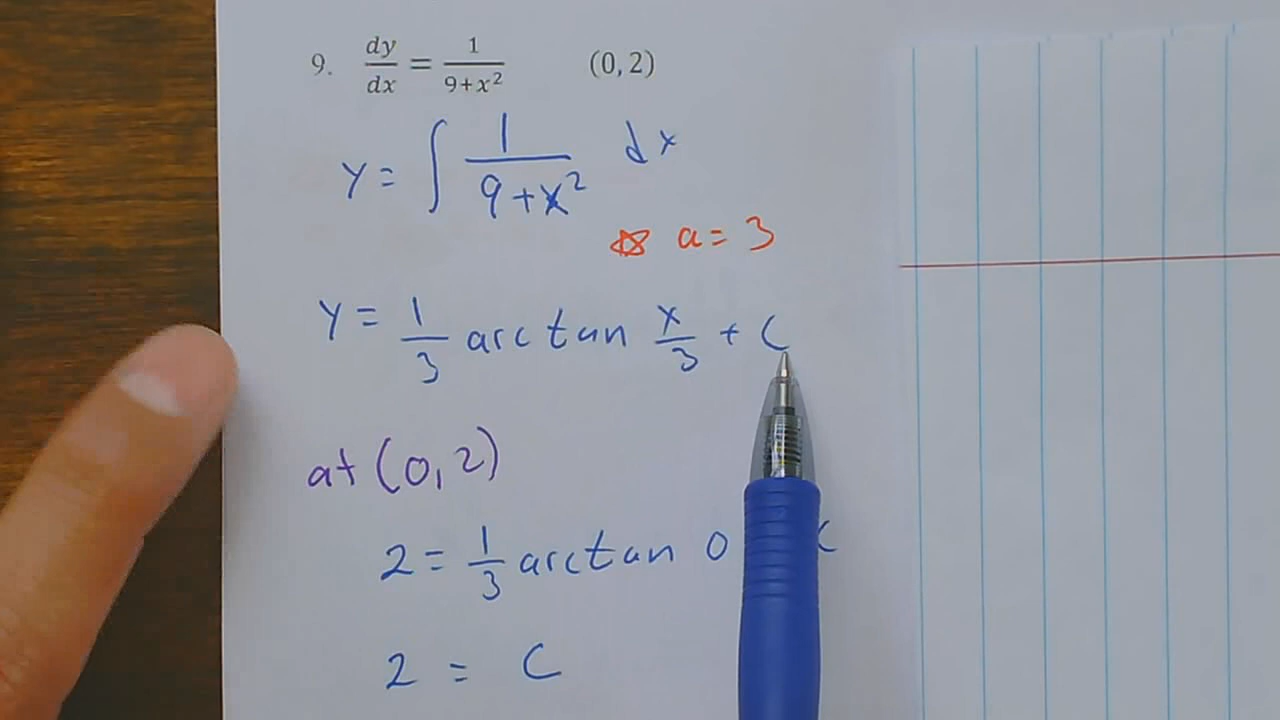 9. dy/dx = 1/(9+x²) (0, 2)
y = ∫ 1/(9+x²) dx
☆ a = 3
y = 1/3 arctan x/3 + C
at (0, 2)
2 = 1/3 arctan 0 C
2 = C